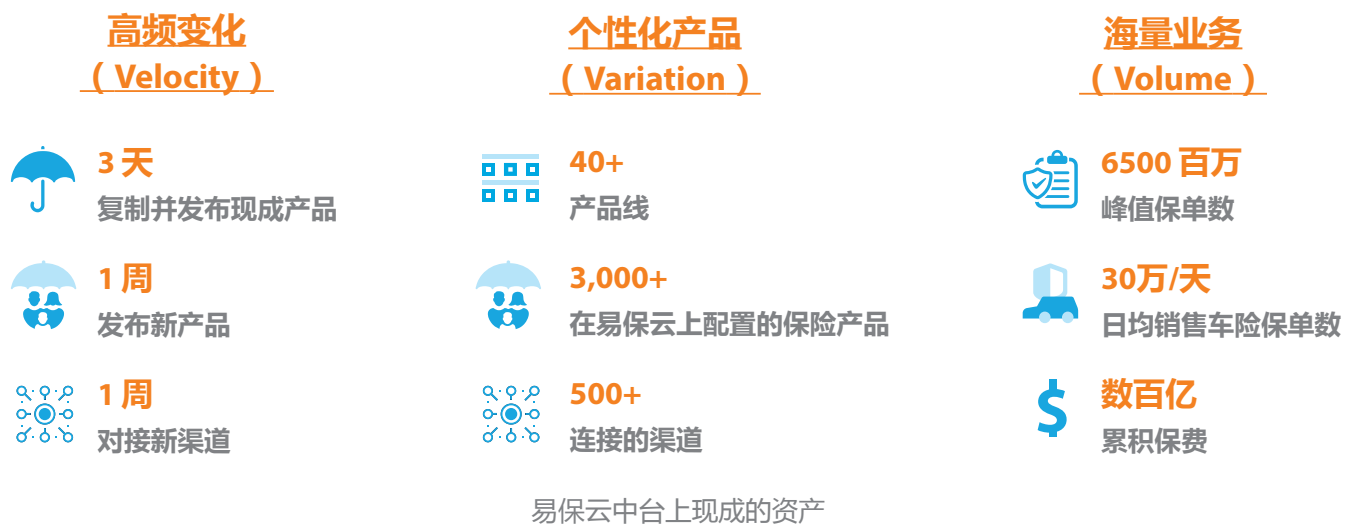 高频变化
（Velocity）
3 天
复制并发布现成产品
1 周
发布新产品
1 周
对接新渠道
个性化产品
（Variation）
40+
产品线
3,000+
在易保云上配置的保险产品
500+
连接的渠道
海量业务
（Volume）
6500 百万
峰值保单数
30万/天
日均销售车险保单数
数百亿
累积保费
易保云中台上现成的资产